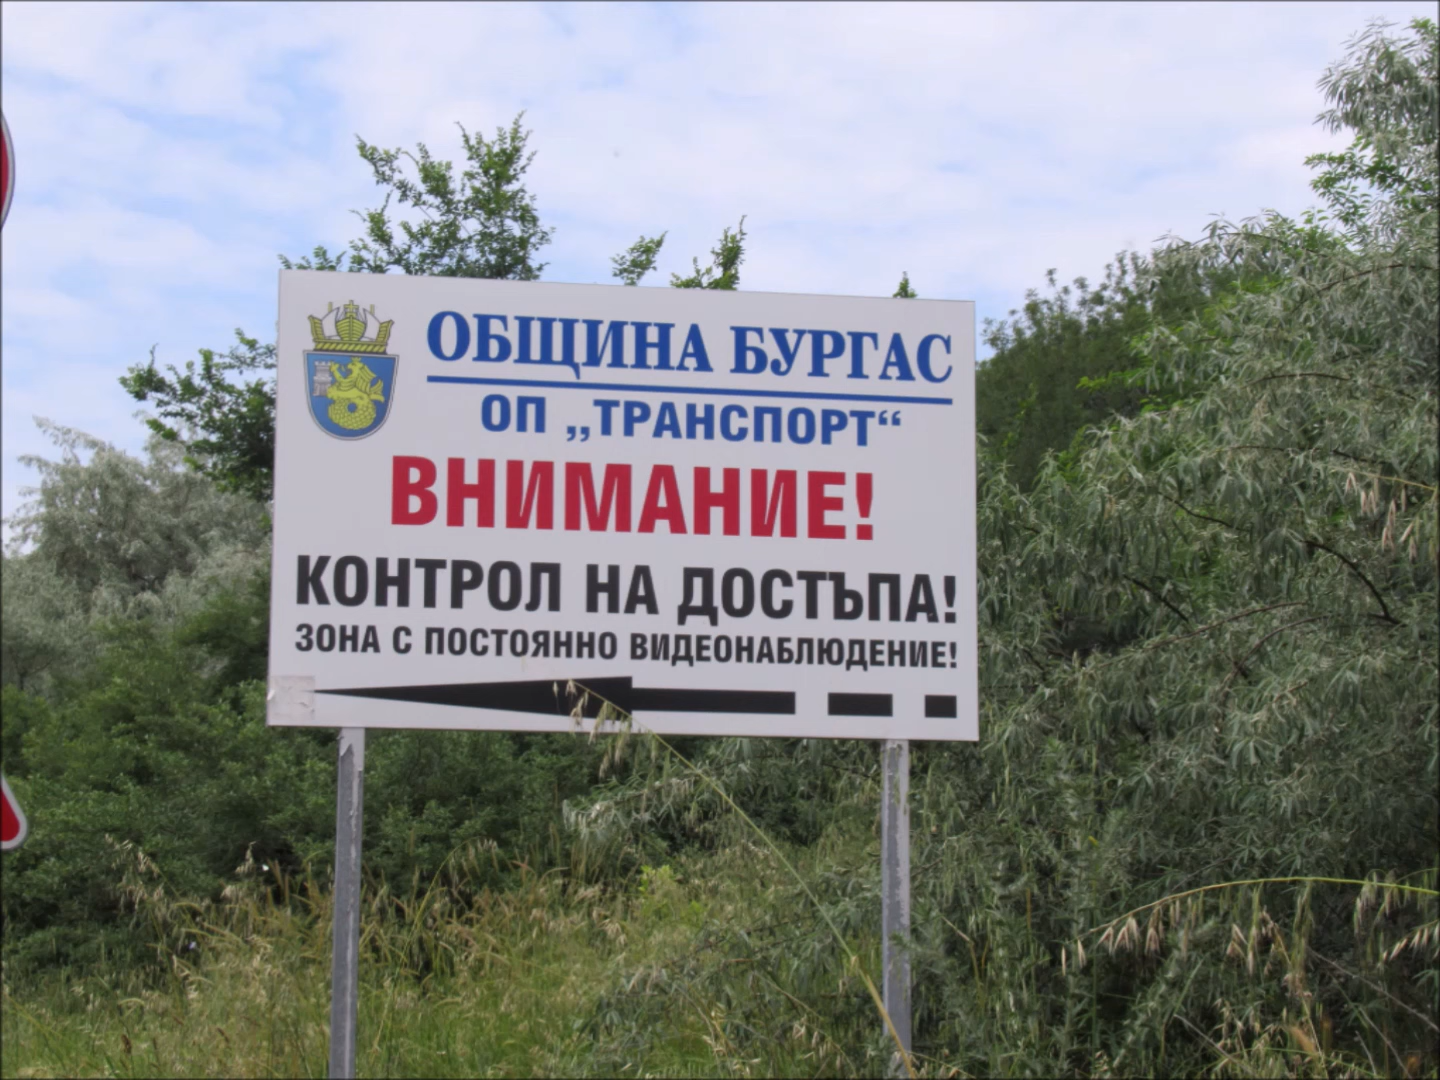 ОБЩИНА БУРГАС
ОП „ТРАНСПОРТ“
ВНИМАНИЕ!
КОНТРОЛ НА ДОСТЪПА!
ЗОНА С ПОСТОЯННО ВИДЕОНАБЛЮДЕНИЕ!